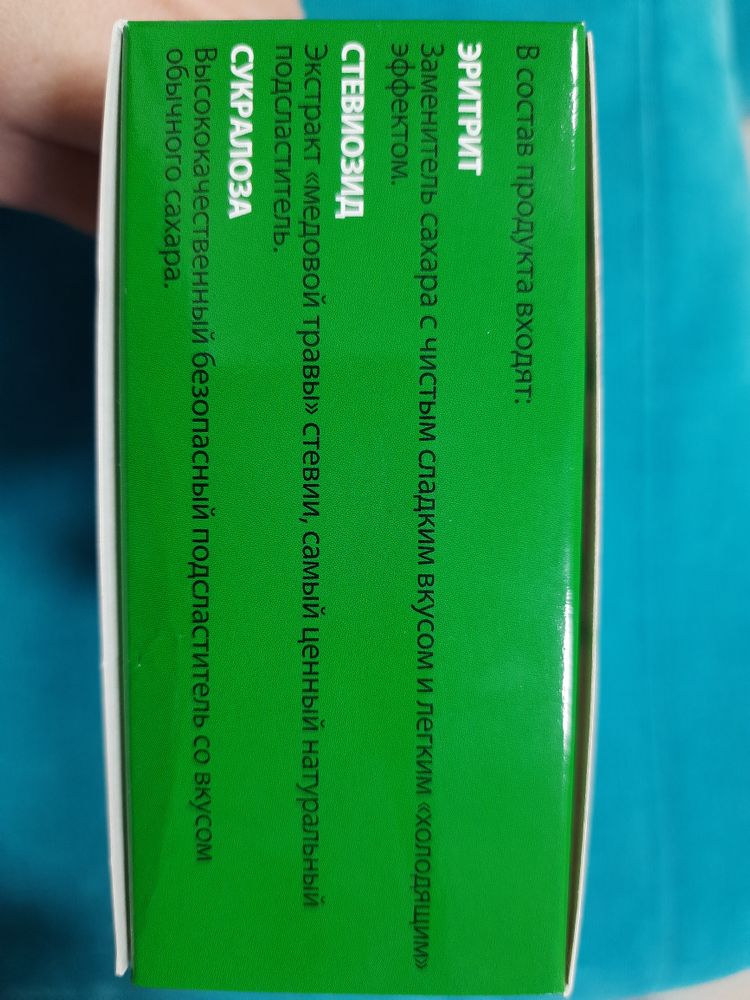 В состав продукта входят:
ЭРИТРИТ
Заменитель сахара с чистым сладким вкусом и легким «холодящим»
эффектом.
СТЕВИОЗИД
Экстракт «медовой травы» стевии, самый ценный натуральный
подсластитель.
СУКРАЛОЗА
Высококачественный безопасный подсластитель со вкусом
обычного сахара.